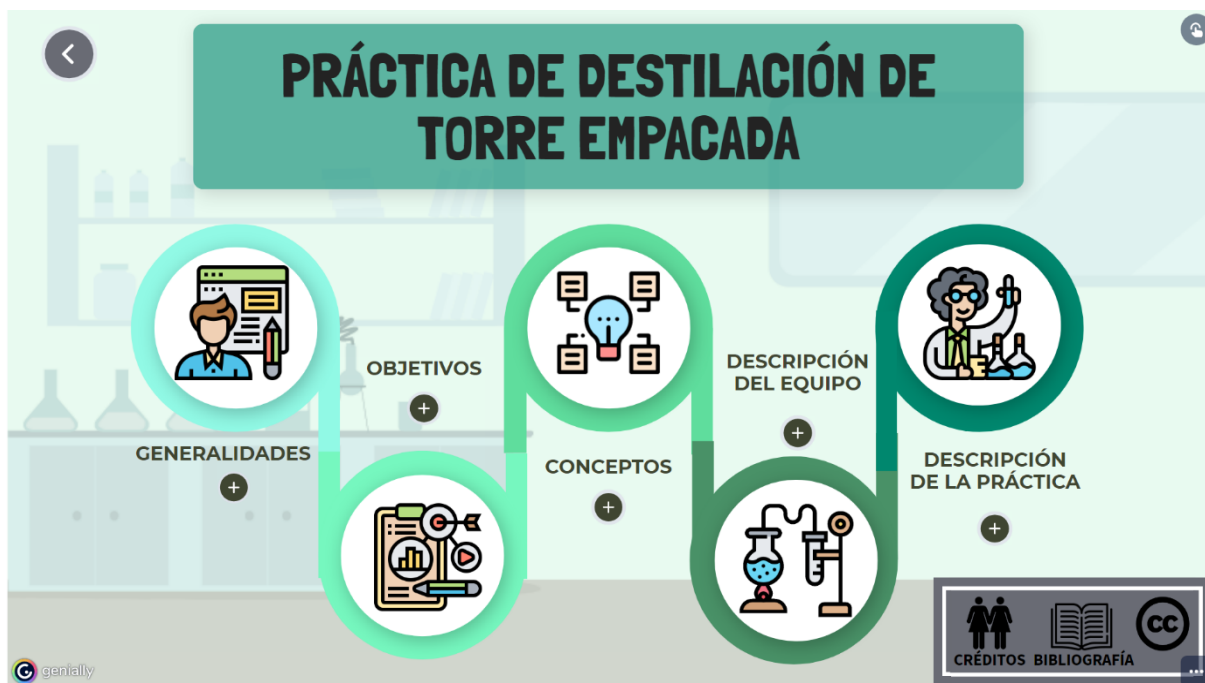 PRÁCTICA DE DESTILACIÓN DE
TORRE EMPACADA
GENERALIDADES
OBJETIVOS
CONCEPTOS
DESCRIPCIÓN
DEL EQUIPO
DESCRIPCIÓN
DE LA PRÁCTICA
CRÉDITOS
BIBLIOGRAFÍA
CC
genially